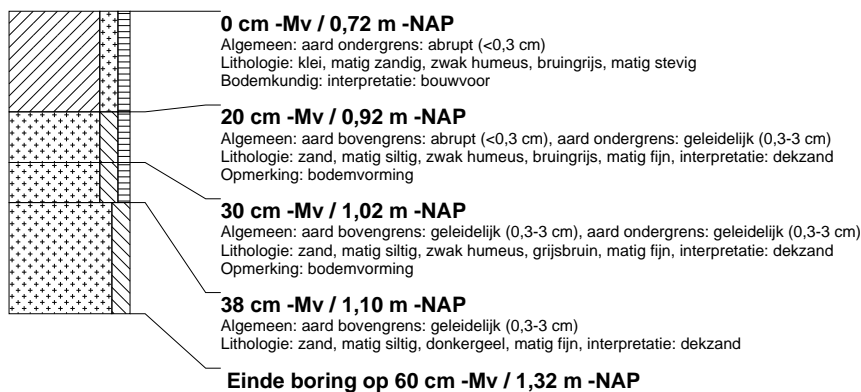 0 cm -Mv / 0,72 m -NAP
Algemeen: aard ondergrens: abrupt (<0,3 cm)
Lithologie: klei, matig zandig, zwak humeus, bruingrijs, matig stevig
Bodemkundig: interpretatie: bouwvoor
20 cm -Mv / 0,92 m -NAP
Algemeen: aard bovengrens: abrupt (<0,3 cm), aard ondergrens: geleidelijk (0,3-3 cm)
Lithologie: zand, matig siltig, zwak humeus, bruingrijs, matig fijn, interpretatie: dekzand
Opmerking: bodemvorming
30 cm -Mv / 1,02 m -NAP
Algemeen: aard bovengrens: geleidelijk (0,3-3 cm), aard ondergrens: geleidelijk (0,3-3 cm)
Lithologie: zand, matig siltig, zwak humeus, grijsbruin, matig fijn, interpretatie: dekzand
Opmerking: bodemvorming
38 cm -Mv / 1,10 m -NAP
Algemeen: aard bovengrens: geleidelijk (0,3-3 cm)
Lithologie: zand, matig siltig, donkergeel, matig fijn, interpretatie: dekzand
Einde boring op 60 cm -Mv / 1,32 m -NAP